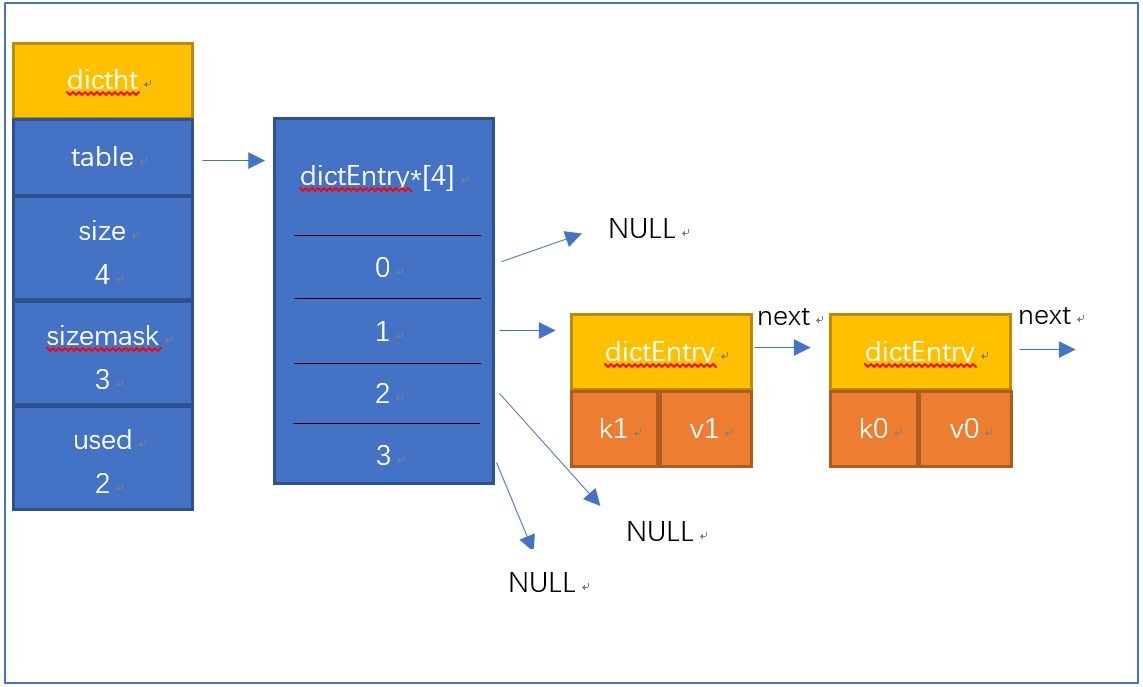 dictht
table
size
4
sizemask
3
used
2
dictEntry*[4]
0
1
2
3
NULL
dictEntry
k1 v1
next
dictEntry
k0 v0
next
NULL
NULL